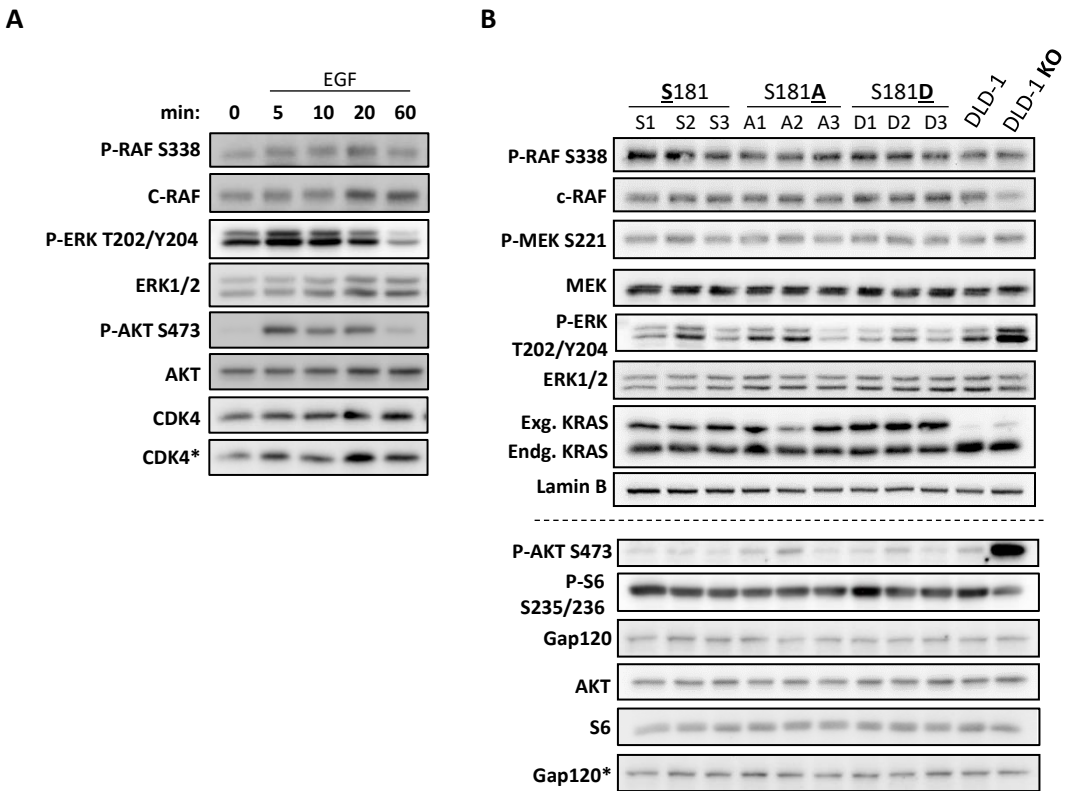 A
EGF
min: 0 5 10 20 60
P-RAF S338
C-RAF
P-ERK T202/Y204
ERK1/2
P-AKT S473
AKT
CDK4
CDK4*
B
S181 S181A S181D DLD-1 DLD-1 KO
S1 S2 S3 A1 A2 A3 D1 D2 D3
P-RAF S338
c-RAF
P-MEK S221
MEK
P-ERK
T202/Y204
ERK1/2
Exg. KRAS
Endg. KRAS
Lamin B
P-AKT S473
P-S6
S235/236
Gap120
AKT
S6
Gap120*